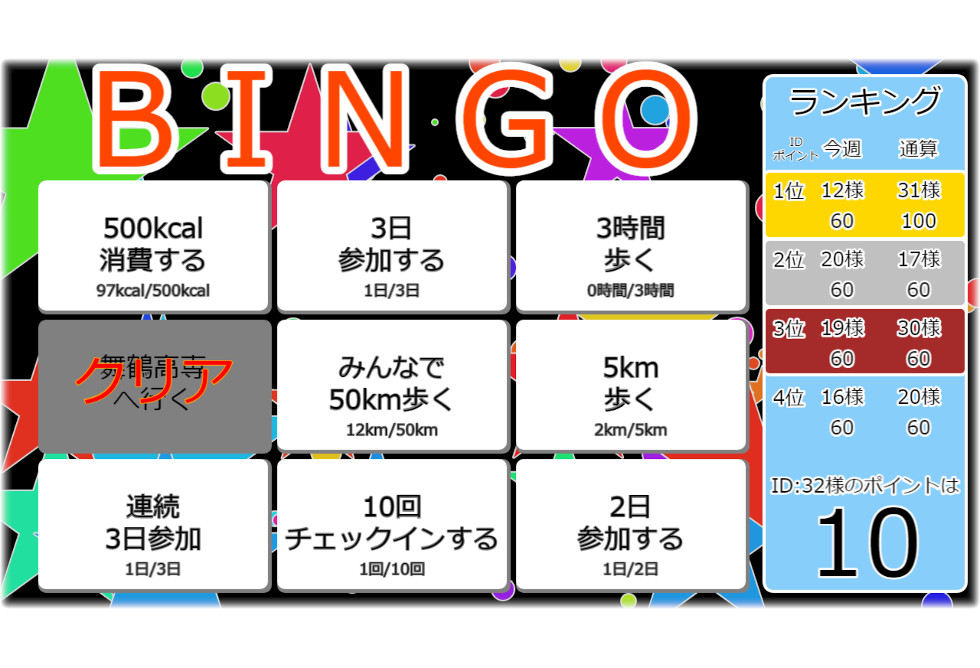 BINGO
500kcal
消費する
97kcal/500kcal
3日
参加する
1日/3日
3時間
歩く
0時間/3時間
舞鶴高専
へ行く
クリア
みんなで
50km歩く
12km/50km
5km
歩く
2km/5km
連続
3日参加
1日/3日
10回
チェックインする
1回/10回
2日
参加する
1日/2日
ランキング
ID
ポイント 今週 通算
1位 12様 31様
60 100
2位 20様 17様
60 60
3位 19様 30様
60 60
4位 16様 20様
60 60
ID:32様のポイントは
10